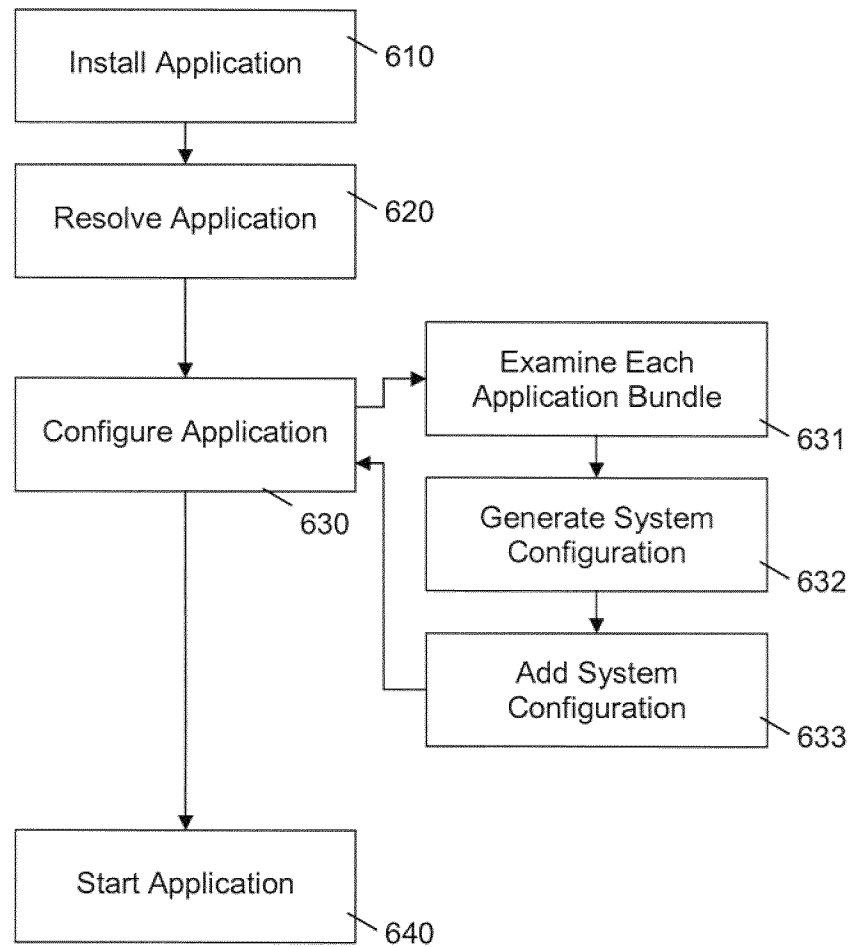 Install Application
610
Resolve Application
620
Configure Application
630
Examine Each
Application Bundle
631
Generate System
Configuration
632
Add System
Configuration
633
Start Application
640